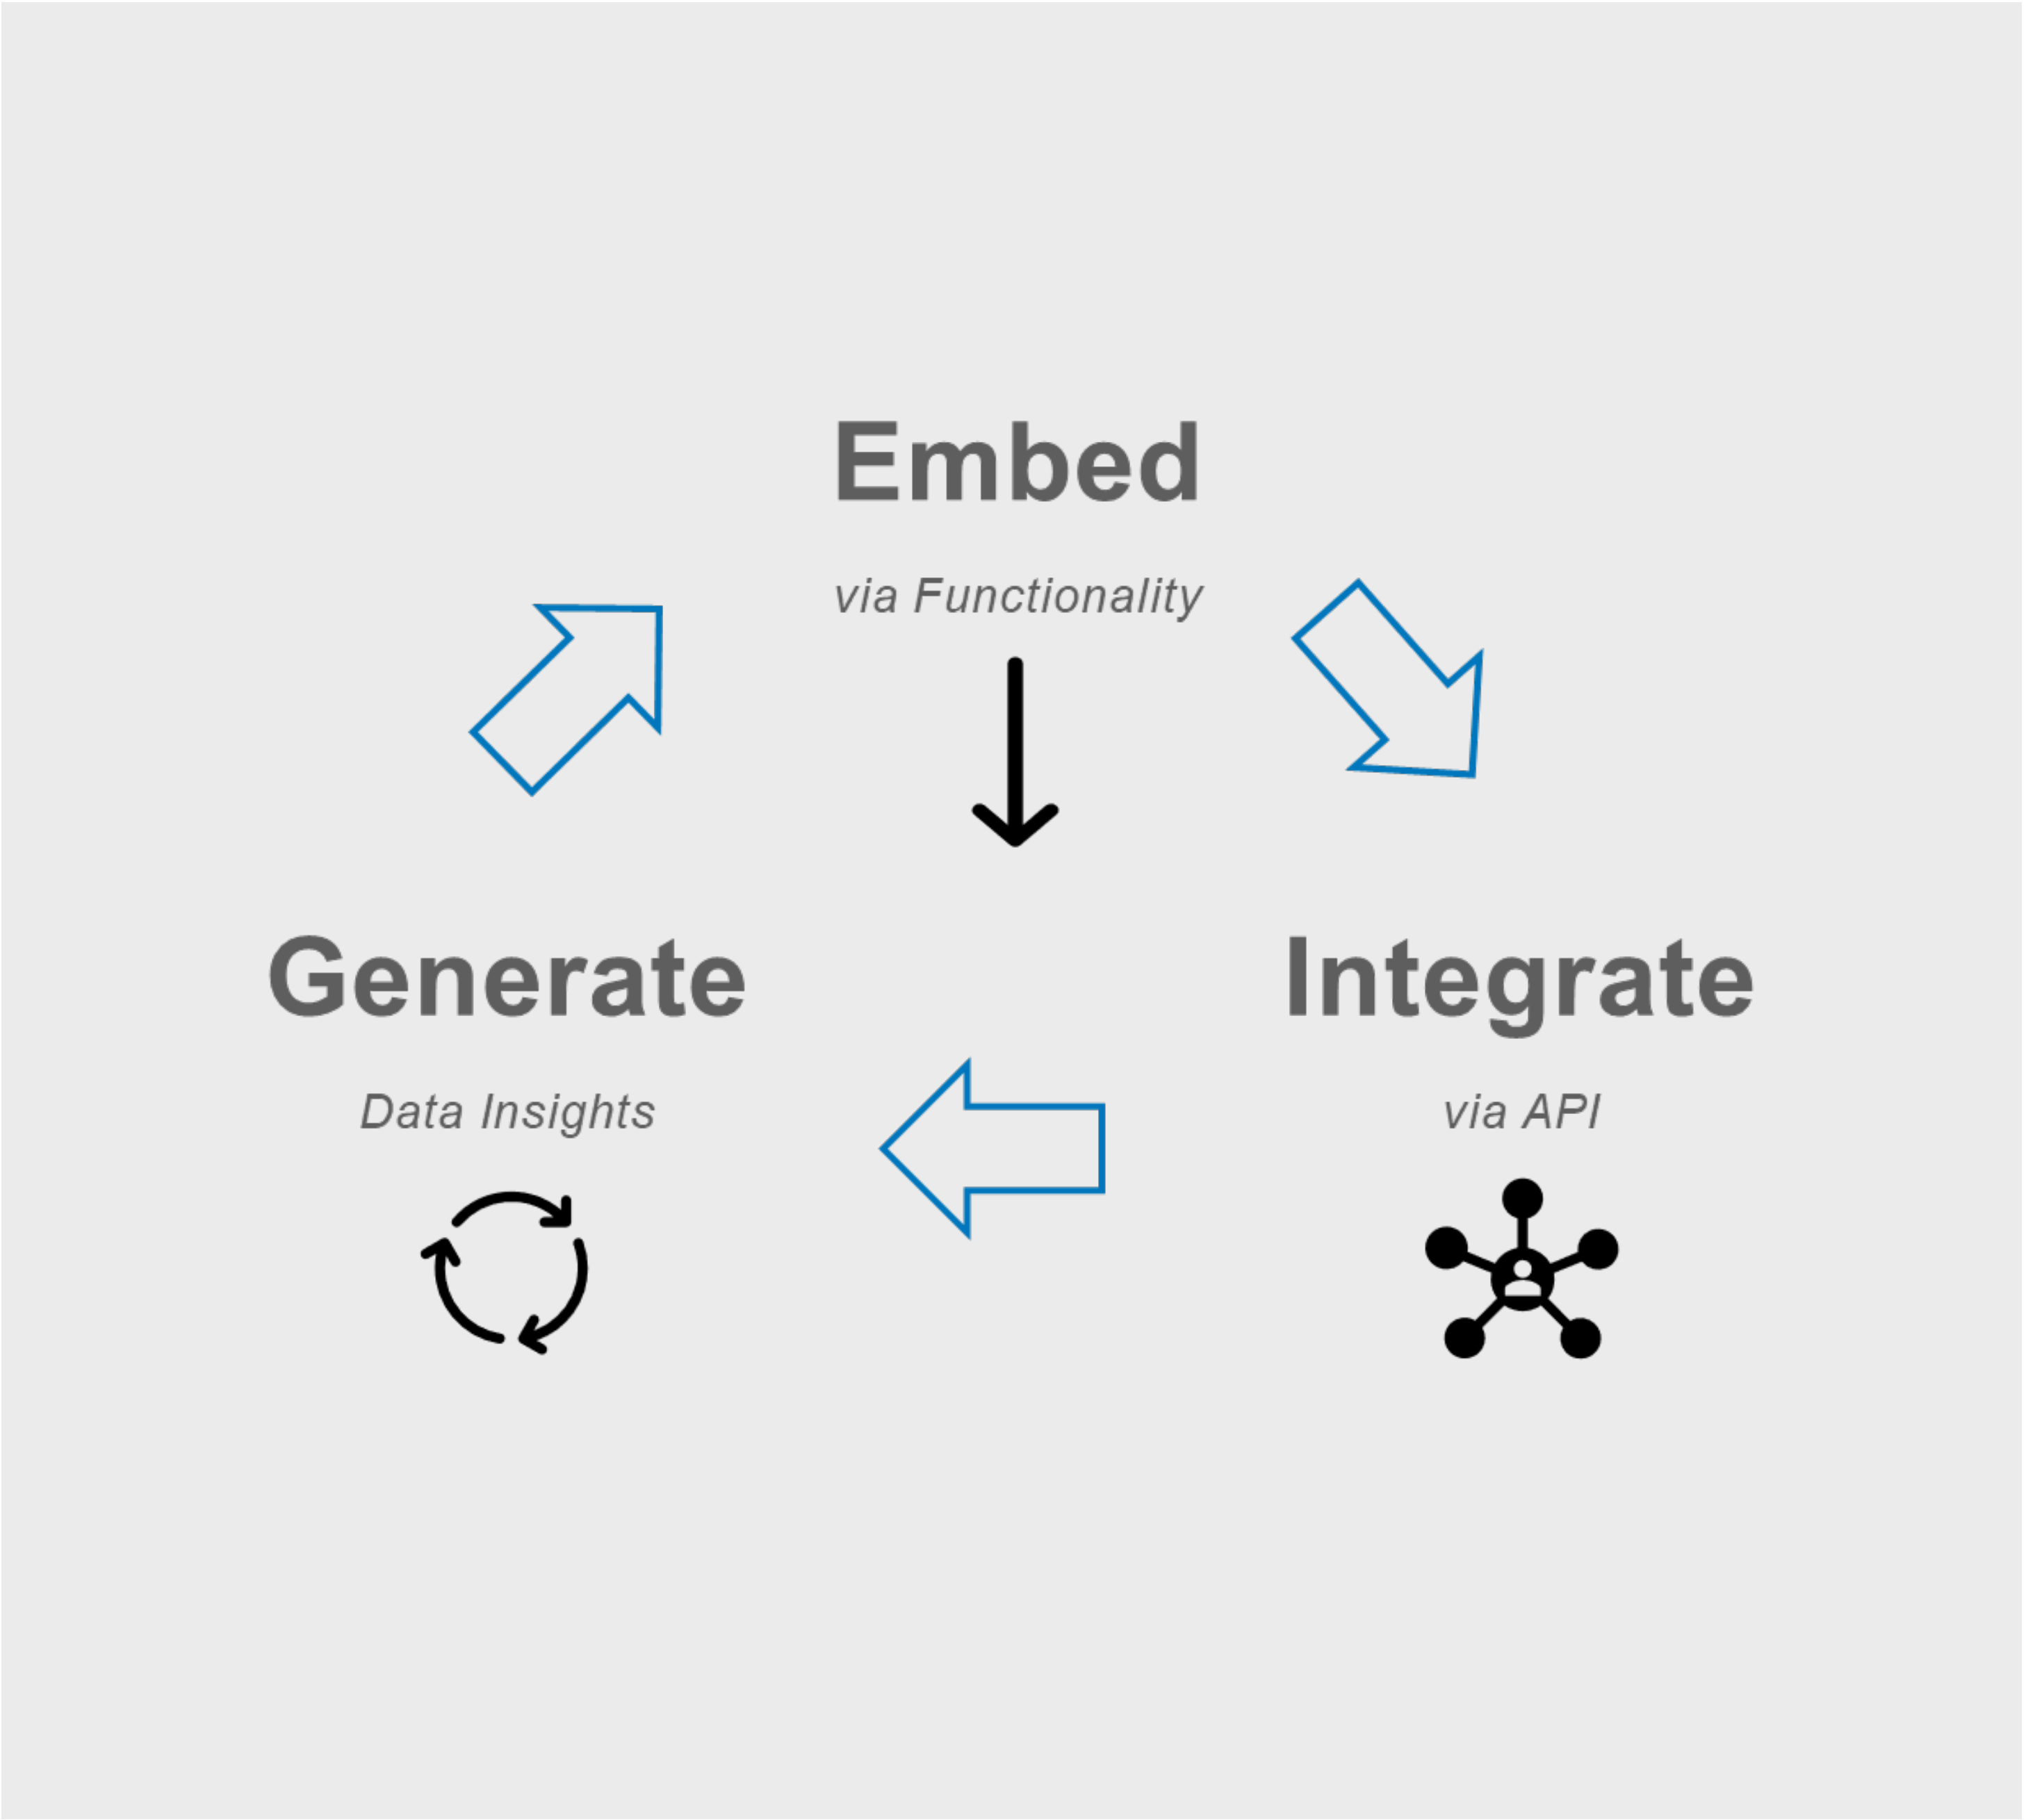 Embed
via Functionality
Generate
Data Insights
Integrate
via API